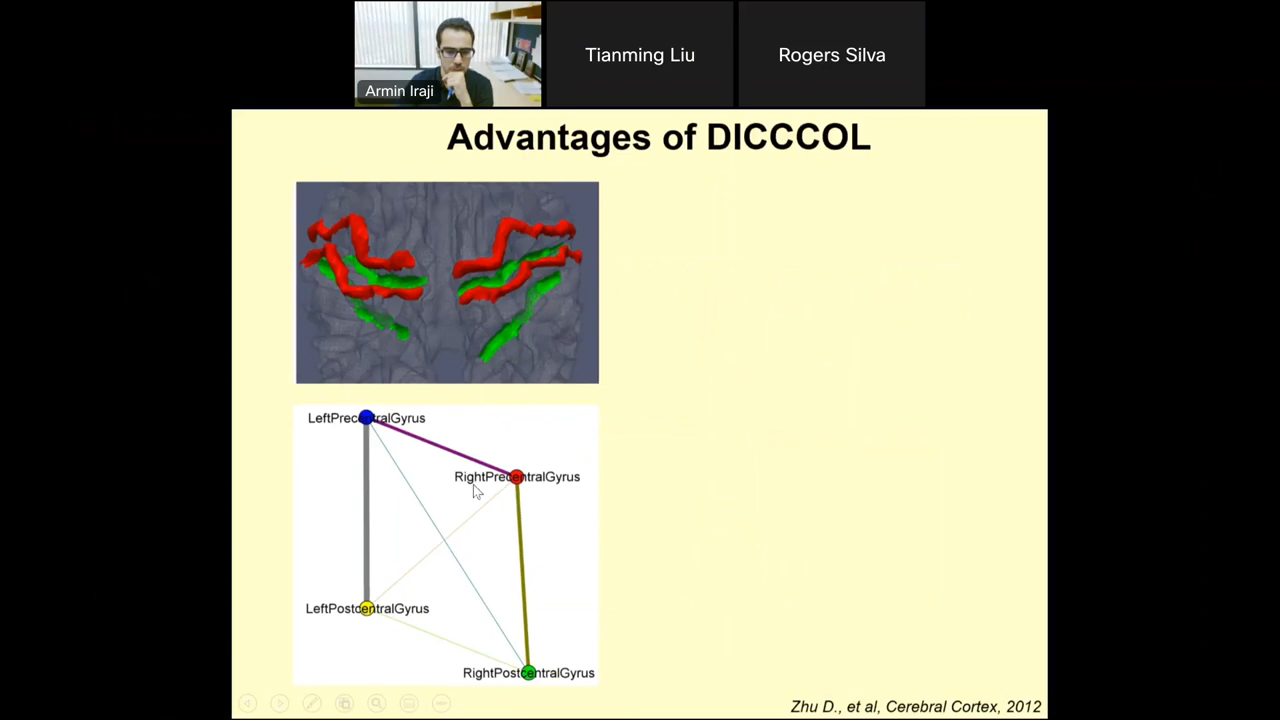 Armin Iraji
Tianming Liu
Rogers Silva
Advantages of DICCCOL
LeftPrecentralGyrus
RightPrecentralGyrus
LeftPostcentralGyrus
RightPostcentralGyrus
Zhu D., et al, Cerebral Cortex, 2012